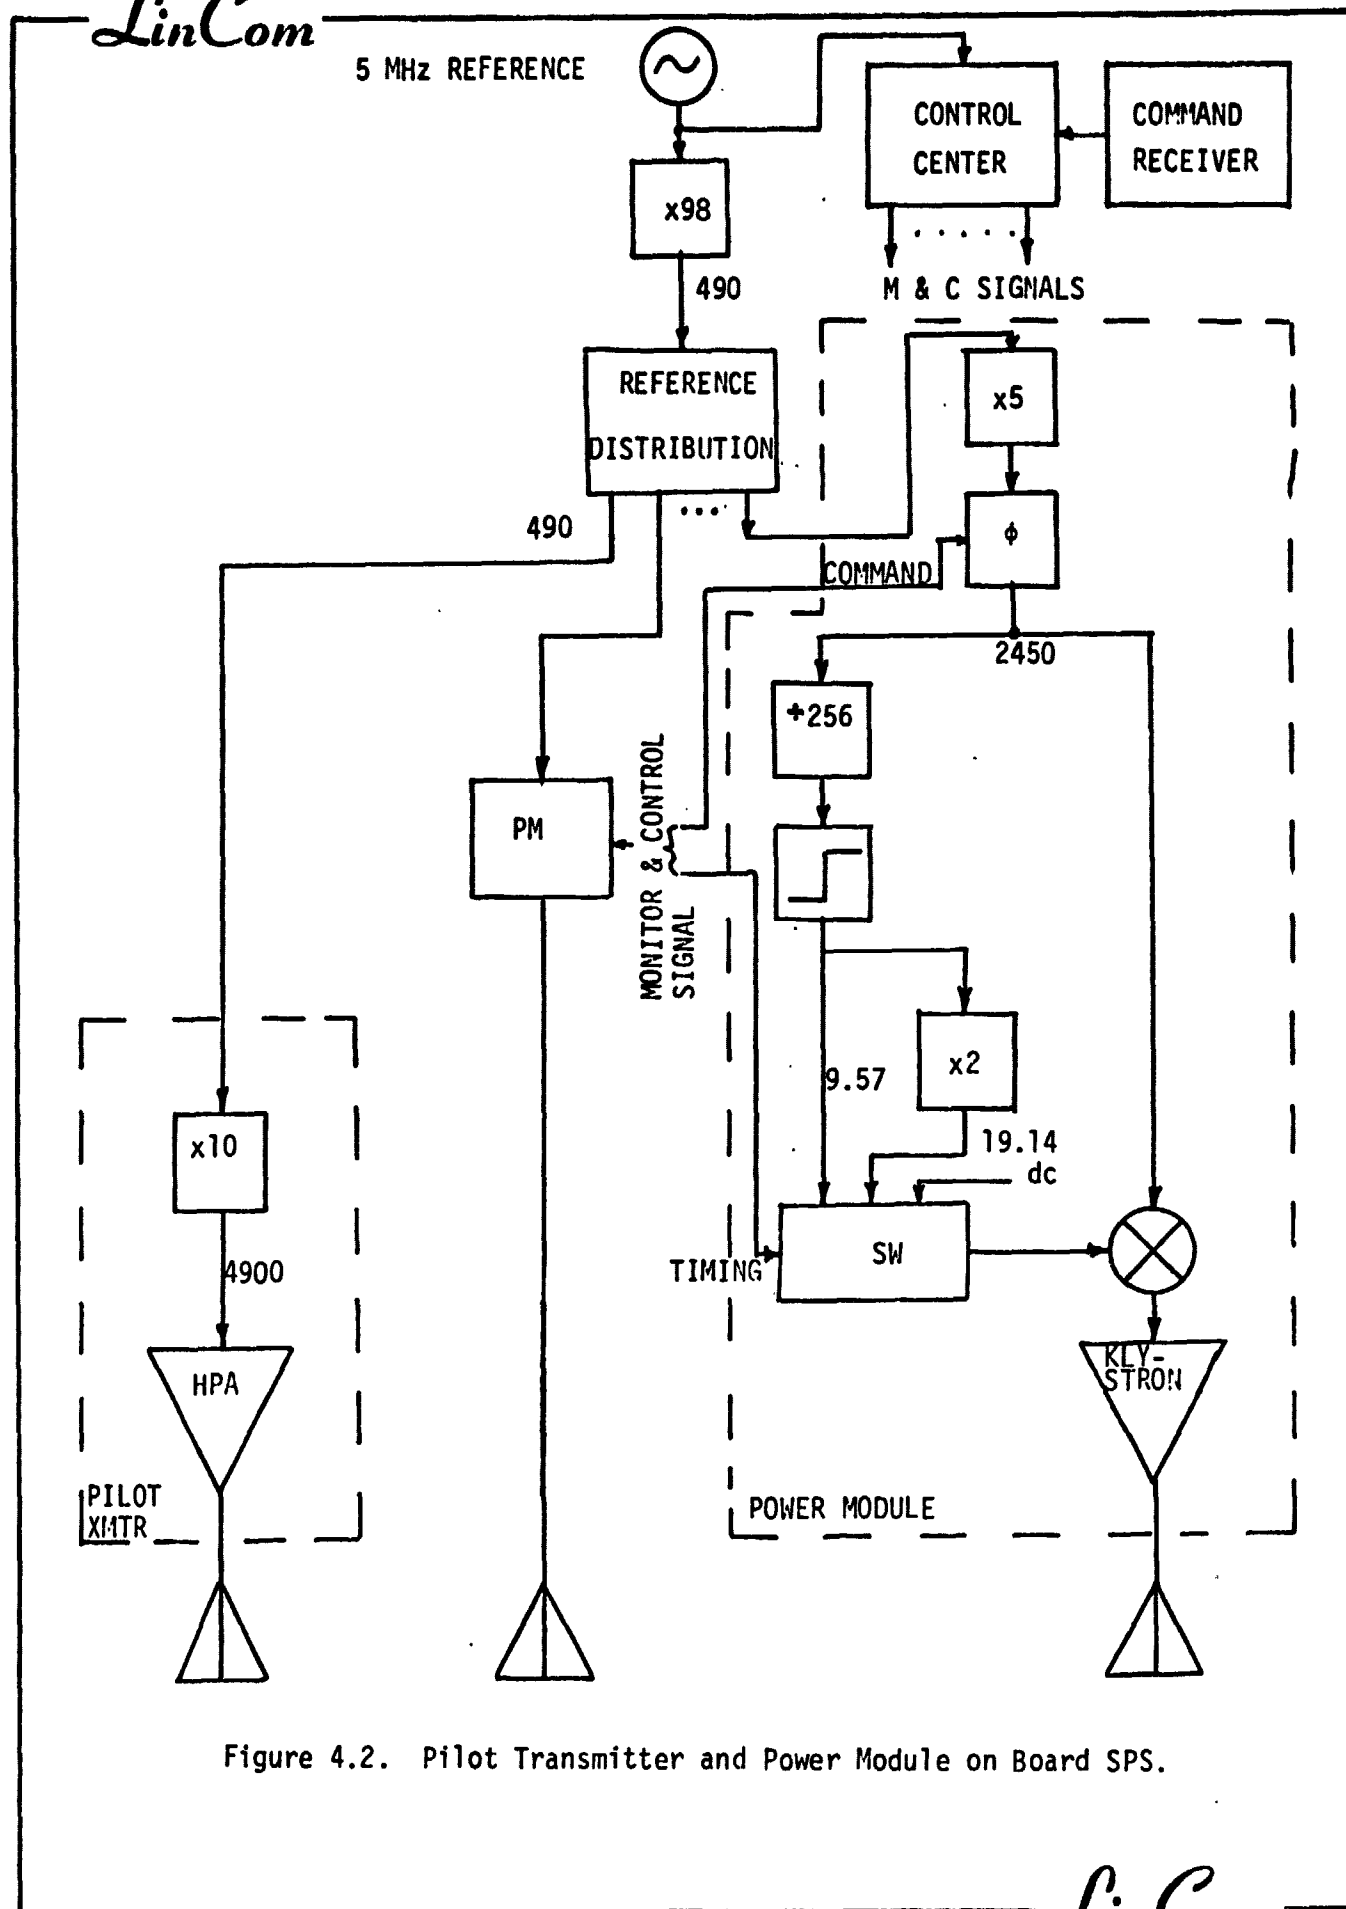 LinCom
5 MHz REFERENCE
CONTROL
CENTER
COMMAND
RECEIVER
x98
490
M & C SIGNALS
REFERENCE
DISTRIBUTION
x5
490
ϕ
COMMAND
2450
÷256
PM
MONITOR & CONTROL
SIGNAL
x2
9.57
19.14
dc
x10
SW
TIMING
4900
HPA
KLY-
STRON
PILOT
XMTR
POWER MODULE
Figure 4.2. Pilot Transmitter and Power Module on Board SPS.